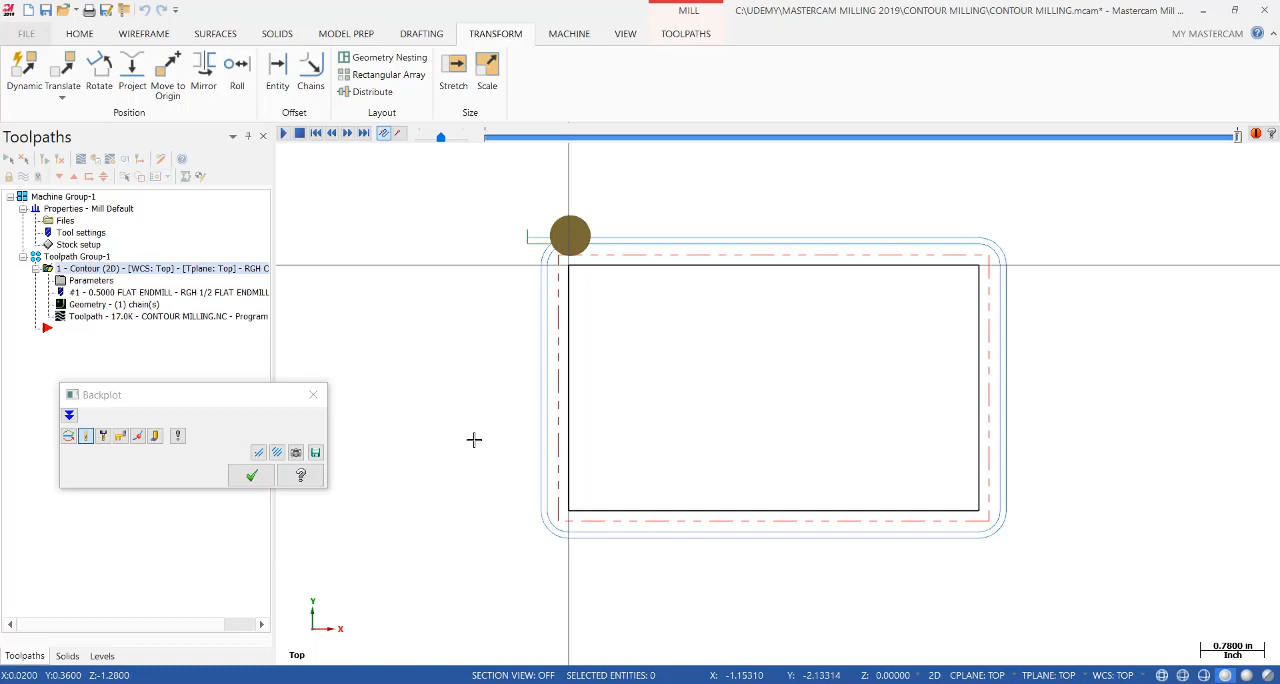 MILL
C:\UDEMY\MASTERCAM MILLING 2019\CONTOUR MILLING\CONTOUR MILLING.mcam* - Mastercam Mill ...
FILE HOME WIREFRAME SURFACES SOLIDS MODEL PREP DRAFTING TRANSFORM MACHINE VIEW TOOLPATHS MY MASTERCAM
Dynamic Translate Rotate Project Move to Origin Mirror Roll
Position
Entity Chains
Offset
Geometry Nesting
Rectangular Array
Distribute
Layout
Stretch Scale
Size
Toolpaths
G1
Machine Group-1
Properties - Mill Default
Files
Tool settings
Stock setup
Toolpath Group-1
1 - Contour (2D) - [WCS: Top] - [Tplane: Top] - RGH C
Parameters
#1 - 0.5000 FLAT ENDMILL - RGH 1/2 FLAT ENDMILL
Geometry - (1) chain(s)
Toolpath - 17.0K - CONTOUR MILLING.NC - Program
Backplot
Y
X
Top
0.7800 in
Inch
Toolpaths Solids Levels
X:0.0200 Y:0.3600 Z:-1.2800 SECTION VIEW: OFF SELECTED ENTITIES: 0 X: -1.15310 Y: -2.13314 Z: 0.00000 2D CPLANE: TOP TPLANE: TOP WCS: TOP